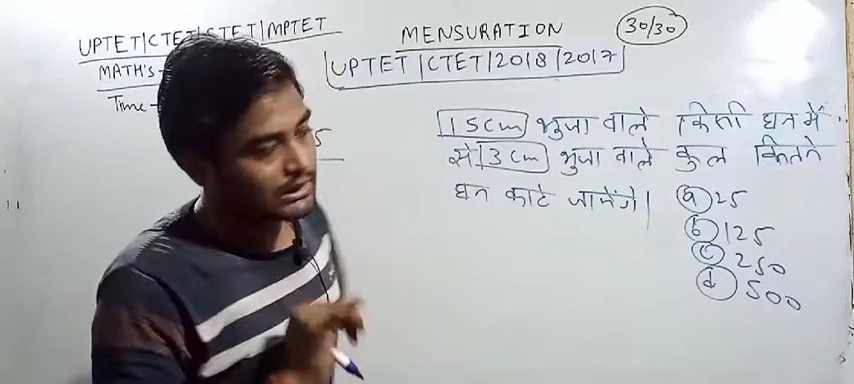 UPTET|CTET|STET|MPTET
MENSURATION
30/30
MATH's -
UPTET|CTET|2018|2017
Time -
15cm भुजा वाले किसी घन में
से 3cm भुजा वाले कुल कितने
घन काटे जायेंगे|
a 25
b 125
c 250
d 500